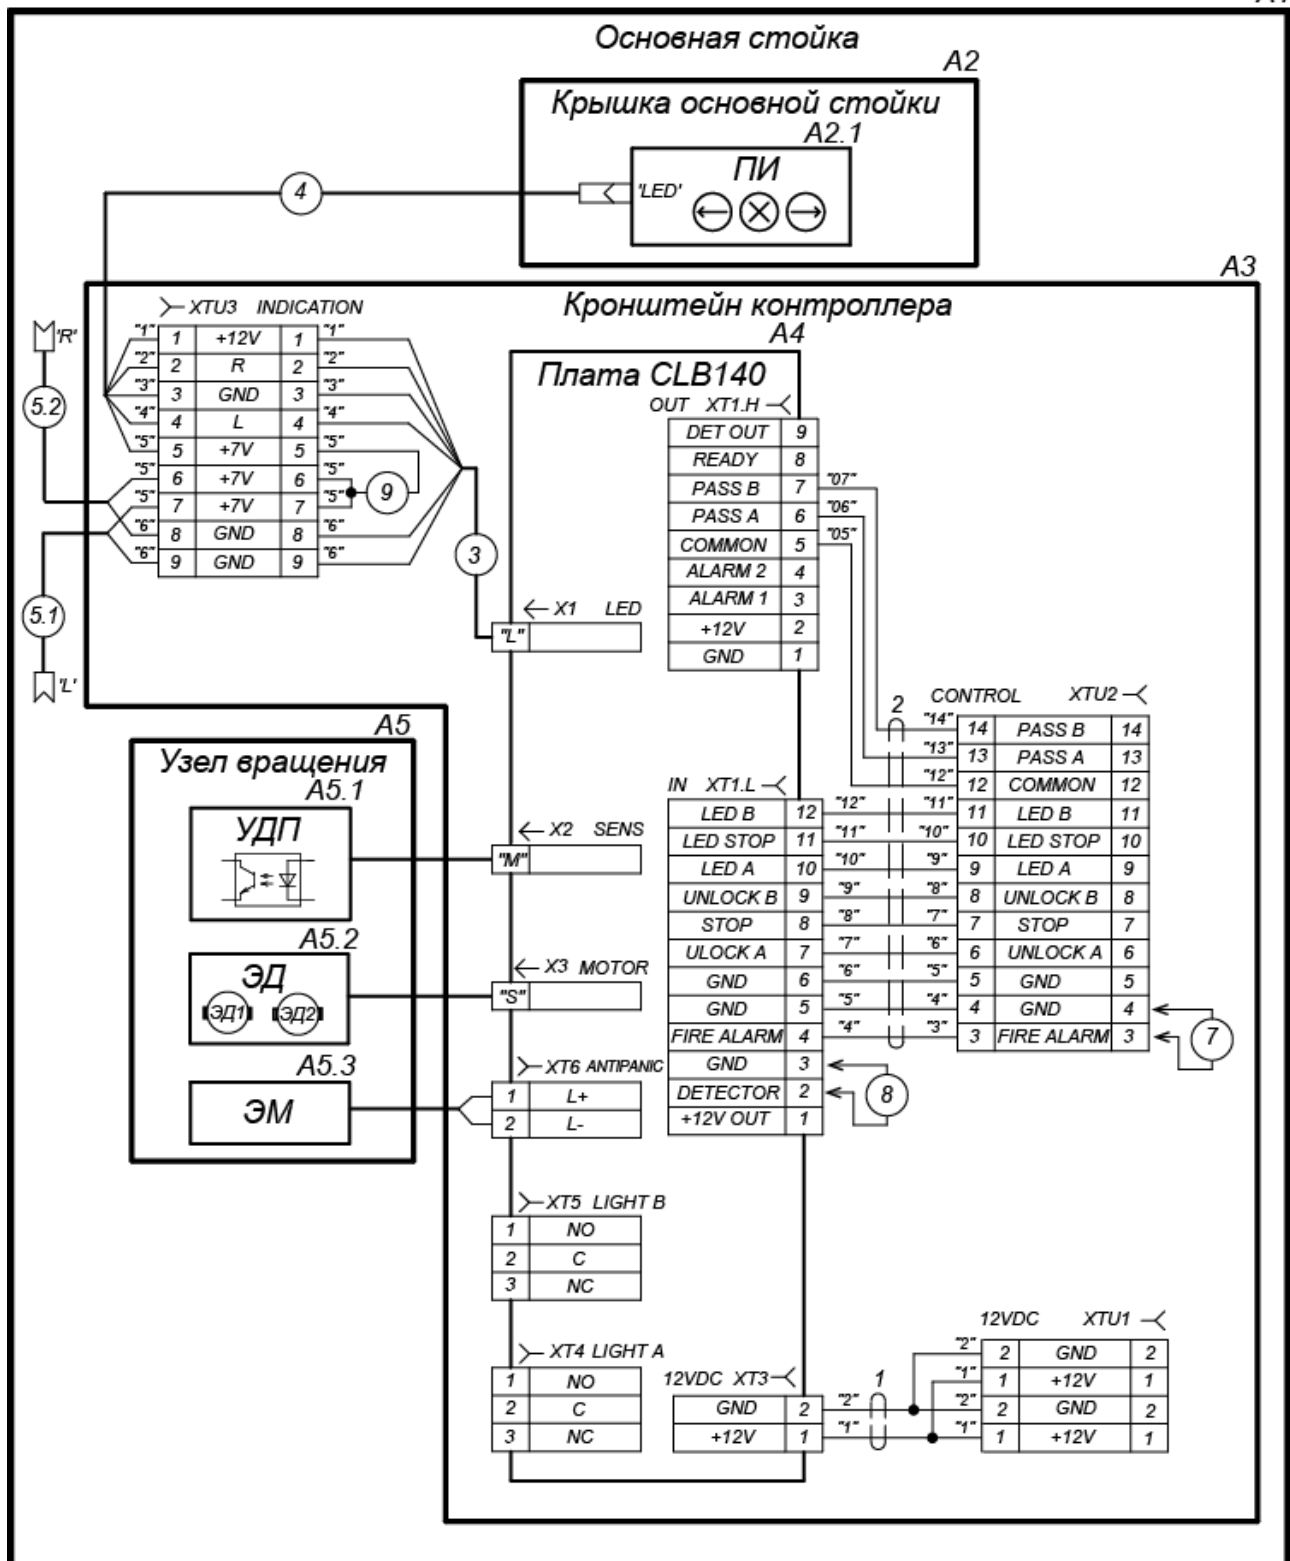 Основная стойка
A2
Крышка основной стойки
A2.1
ПИ
'LED'
4
A3
Кронштейн контроллера
XTU3 INDICATION
"1" 1 +12V 1 "1"
"2" 2 R 2 "2"
"3" 3 GND 3 "3"
"4" 4 L 4 "4"
"5" 5 +7V 5 "5"
"5" 6 +7V 6 "5"
"5" 7 +7V 7 "5"
"6" 8 GND 8 "6"
"6" 9 GND 9 "6"
'R'
5.2
5.1
'L'
9
3
A4
Плата CLB140
OUT XT1.H
DET OUT 9
READY 8
PASS B 7 "07"
PASS A 6 "06"
COMMON 5 "05"
ALARM 2 4
ALARM 1 3
+12V 2
GND 1
X1 LED
"L"
2
CONTROL XTU2
"14" 14 PASS B 14
"13" 13 PASS A 13
"12" 12 COMMON 12
"11" 11 LED B 11
"10" 10 LED STOP 10
"9" 9 LED A 9
"8" 8 UNLOCK B 8
"7" 7 STOP 7
"6" 6 UNLOCK A 6
"5" 5 GND 5
"4" 4 GND 4
"3" 3 FIRE ALARM 3
7
IN XT1.L
LED B 12 "12"
LED STOP 11 "11"
LED A 10 "10"
UNLOCK B 9 "9"
STOP 8 "8"
ULOCK A 7 "7"
GND 6 "6"
GND 5 "5"
FIRE ALARM 4 "4"
GND 3
DETECTOR 2
+12V OUT 1
8
A5
Узел вращения
A5.1
УДП
X2 SENS
"M"
A5.2
ЭД
ЭД1 ЭД2
X3 MOTOR
"S"
A5.3
ЭМ
XT6 ANTIPANIC
1 L+
2 L-
XT5 LIGHT B
1 NO
2 C
3 NC
XT4 LIGHT A
1 NO
2 C
3 NC
12VDC XT3
GND 2 "2"
+12V 1 "1"
1
12VDC XTU1
"2" 2 GND 2
"1" 1 +12V 1
"2" 2 GND 2
"1" 1 +12V 1